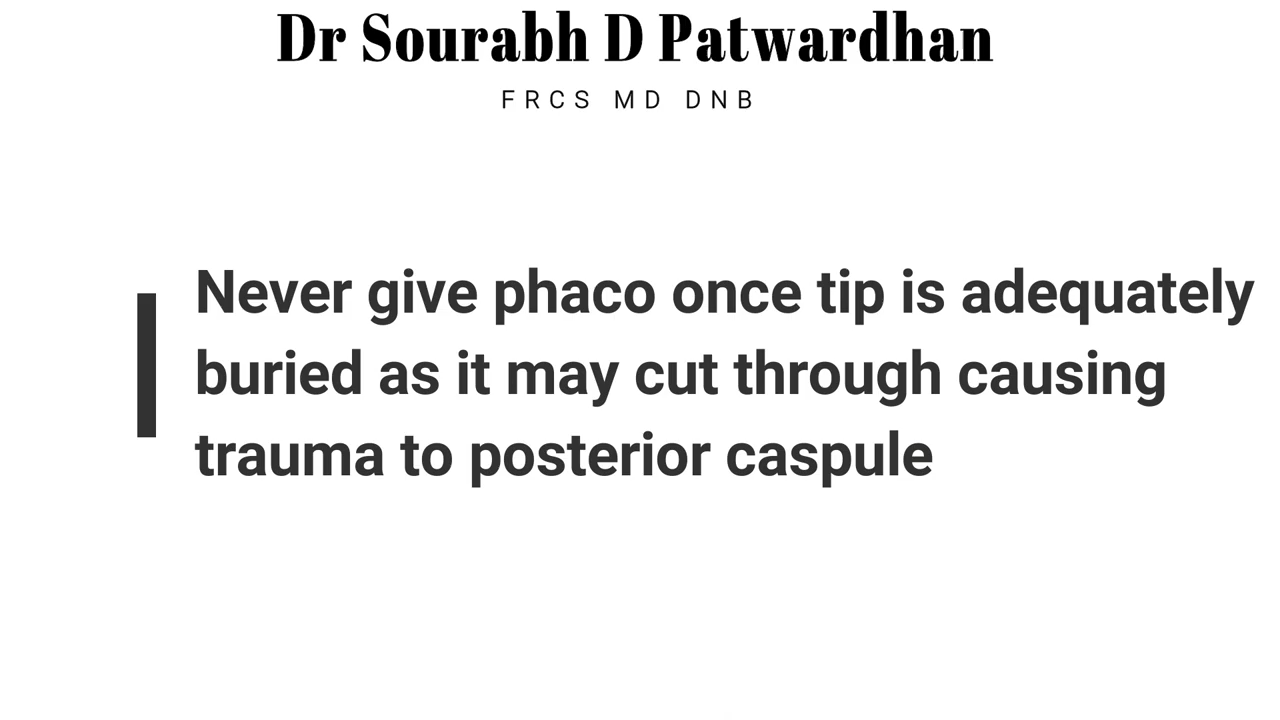 Dr Sourabh D Patwardhan
FRCS MD DNB
Never give phaco once tip is adequately
buried as it may cut through causing
trauma to posterior caspule